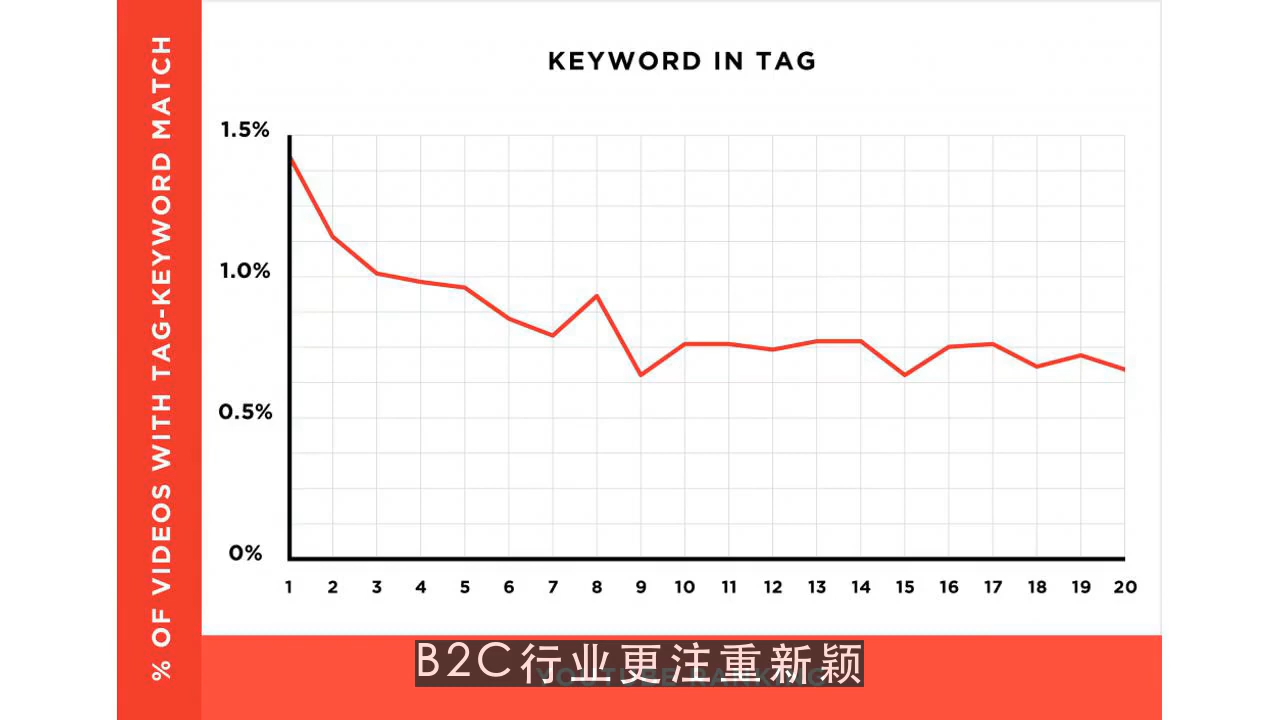 KEYWORD IN TAG
% OF VIDEOS WITH TAG-KEYWORD MATCH
1.5%
1.0%
0.5%
0%
1 2 3 4 5 6 7 8 9 10 11 12 13 14 15 16 17 18 19 20
YOUTUBE RANKING
B2C行业更注重新颖